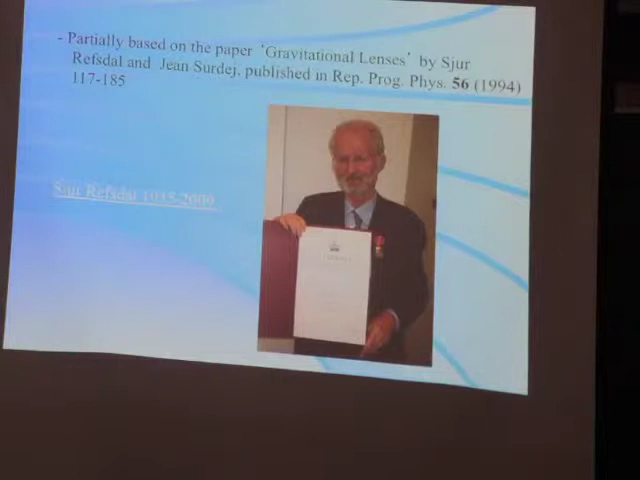 - Partially based on the paper 'Gravitational Lenses' by Sjur
Refsdal and Jean Surdej, published in Rep. Prog. Phys. 56 (1994)
117-185
Sjur Refsdal 1935-2009